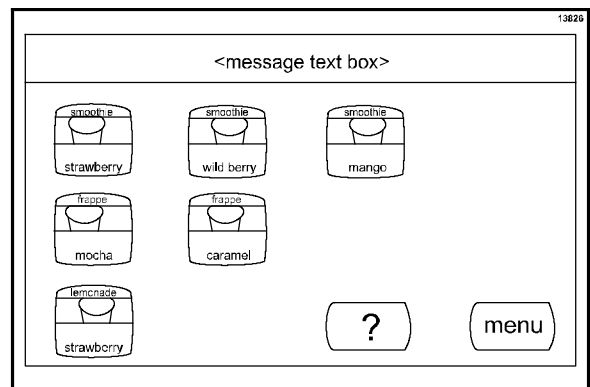 13826
<message text box>
smoothie smoothie smoothie
strawberry wild berry mango
frappe frappe
mocha caramel
lemonade
strawberry
? menu